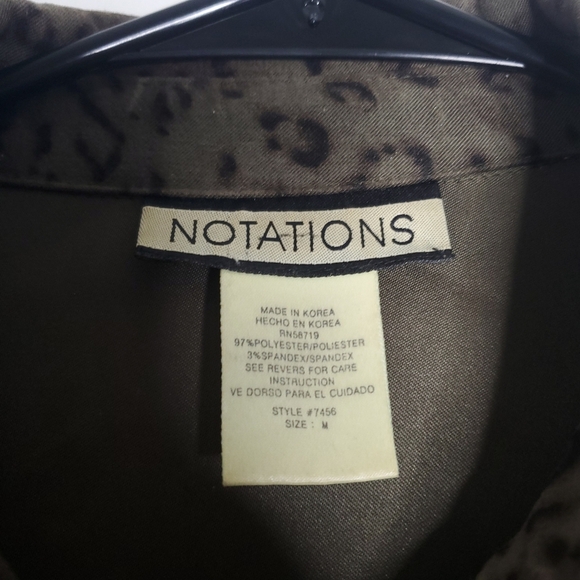 NOTATIONS
MADE IN KOREA
HECHO EN KOREA
RN58719
97%POLYESTER/POLIESTER
3%SPANDEX/SPANDEX
SEE REVERS FOR CARE
INSTRUCTION
VE DORSO PARA EL CUIDADO
STYLE #7456
SIZE : M